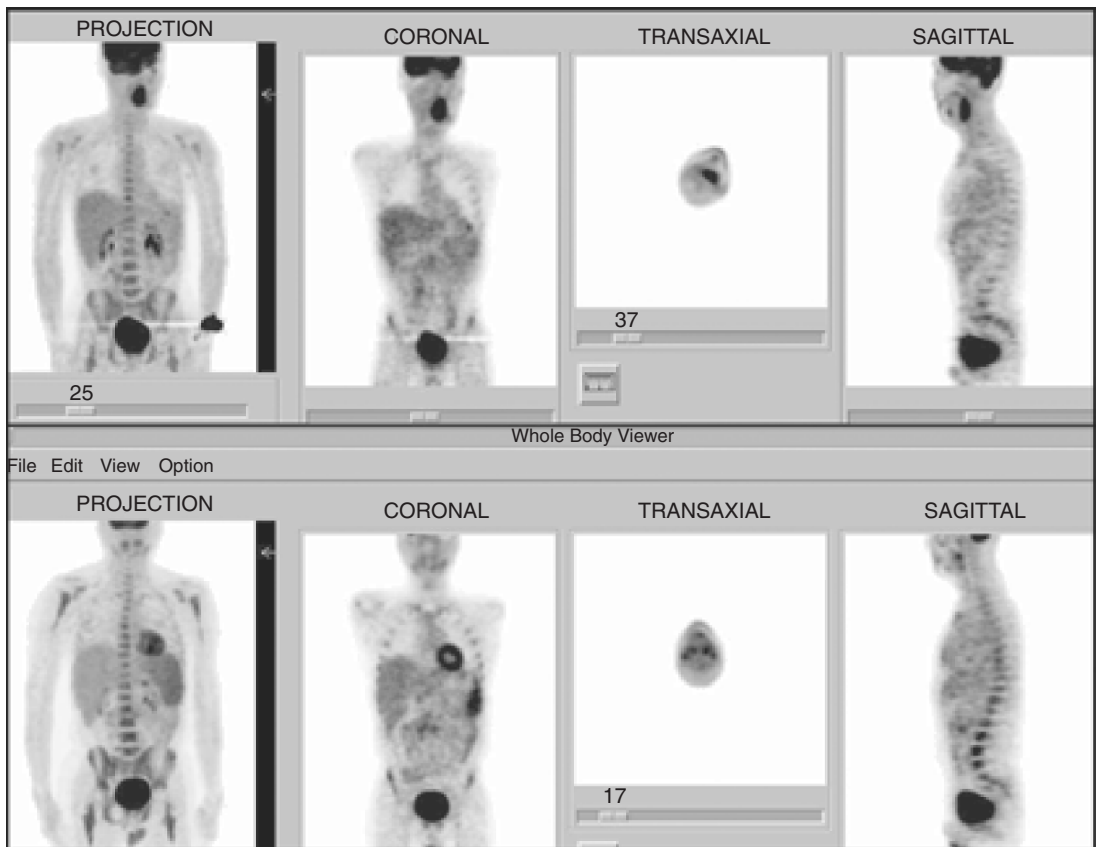 PROJECTION
CORONAL
TRANSAXIAL
SAGITTAL
37
25
Whole Body Viewer
File Edit View Option
PROJECTION
CORONAL
TRANSAXIAL
SAGITTAL
17